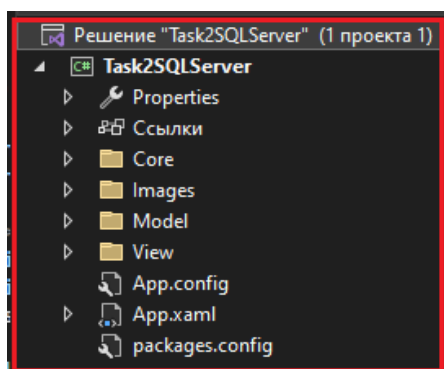 Решение "Task2SQLServer" (1 проекта 1)
C# Task2SQLServer
Properties
Ссылки
Core
Images
Model
View
App.config
App.xaml
packages.config